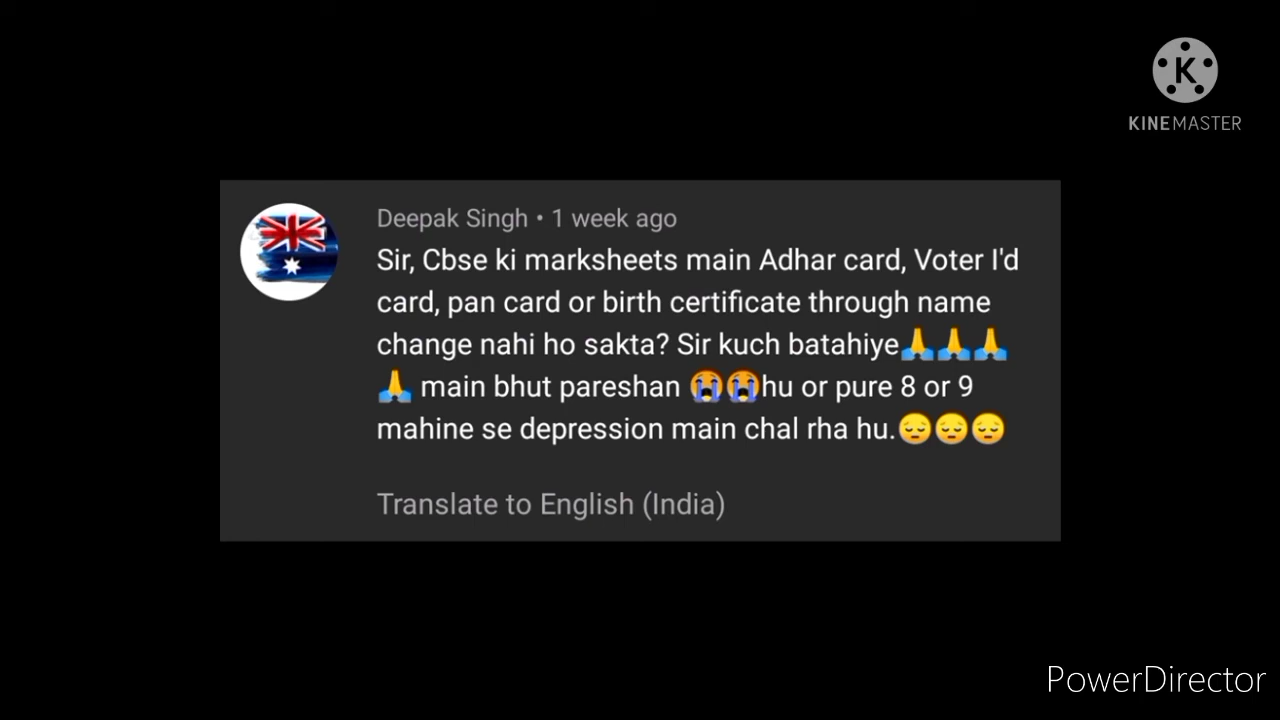 KINEMASTER
Deepak Singh • 1 week ago
Sir, Cbse ki marksheets main Adhar card, Voter I'd
card, pan card or birth certificate through name
change nahi ho sakta? Sir kuch batahiye🙏🙏🙏
🙏 main bhut pareshan 😭😭hu or pure 8 or 9
mahine se depression main chal rha hu.😔😔😔
Translate to English (India)
PowerDirector